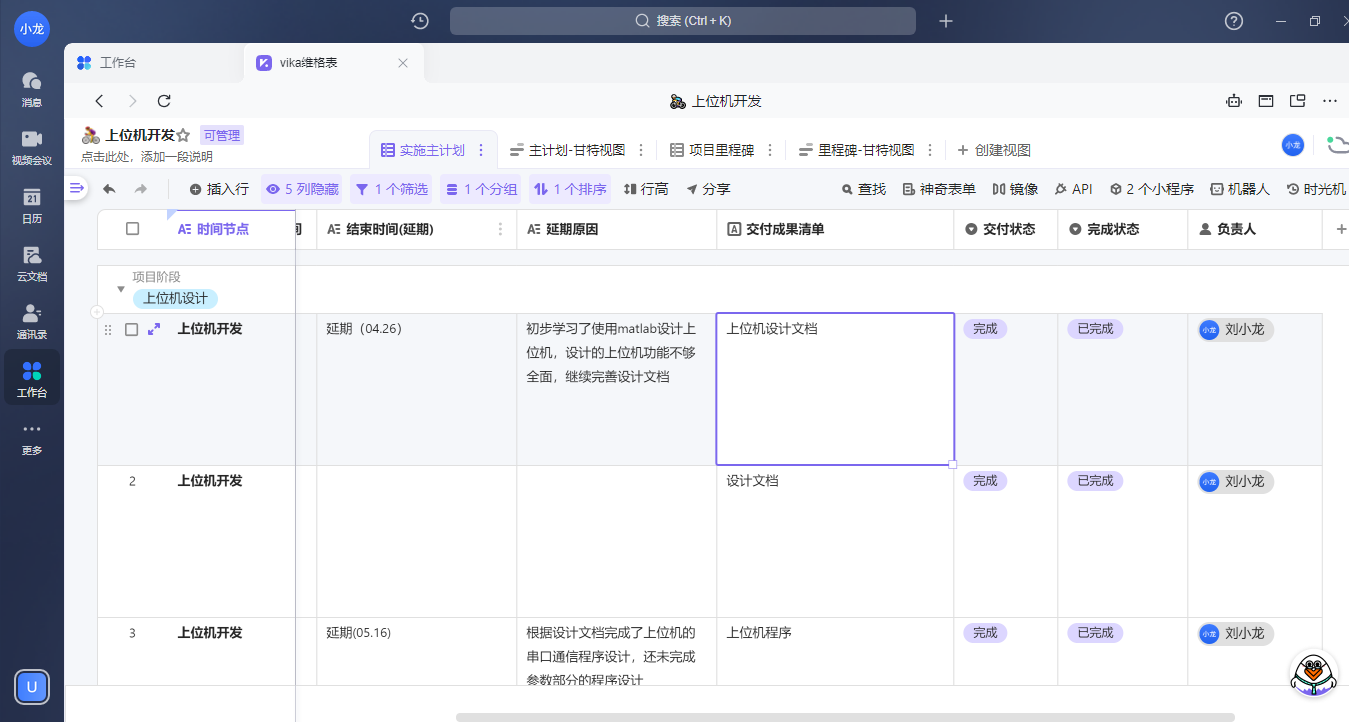 小龙
搜索 (Ctrl + K)
消息
视频会议
21
日历
云文档
通讯录
工作台
更多
U
工作台
vika维格表
上位机开发
上位机开发
可管理
点击此处，添加一段说明
实施主计划
主计划-甘特视图
项目里程碑
里程碑-甘特视图
创建视图
小龙
插入行
5 列隐藏
1 个筛选
1 个分组
1 个排序
行高
分享
查找
神奇表单
镜像
API
2 个小程序
机器人
时光机
时间节点
间
结束时间(延期)
延期原因
交付成果清单
交付状态
完成状态
负责人
项目阶段
上位机设计
上位机开发
延期（04.26）
初步学习了使用matlab设计上
位机，设计的上位机功能不够
全面，继续完善设计文档
上位机设计文档
完成
已完成
小龙
刘小龙
2
上位机开发
设计文档
完成
已完成
小龙
刘小龙
3
上位机开发
延期(05.16)
根据设计文档完成了上位机的
串口通信程序设计，还未完成
参数部分的程序设计
上位机程序
完成
已完成
小龙
刘小龙